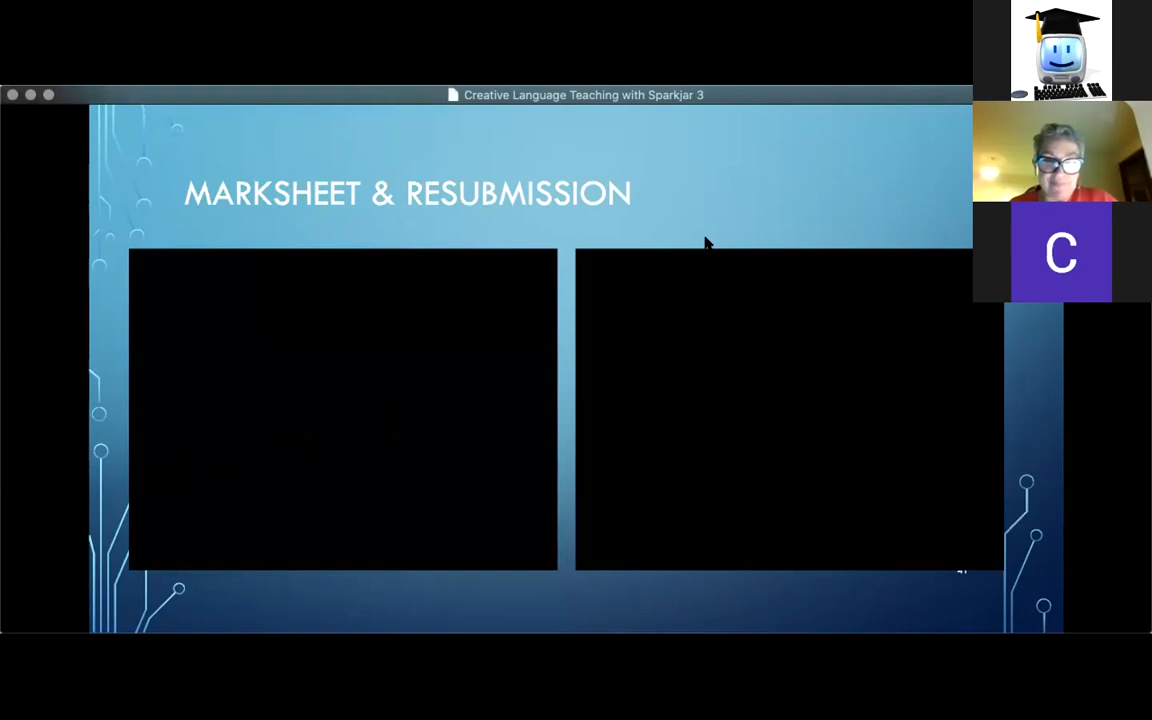 Creative Language Teaching with Sparkjar 3
MARKSHEET & RESUBMISSION
C